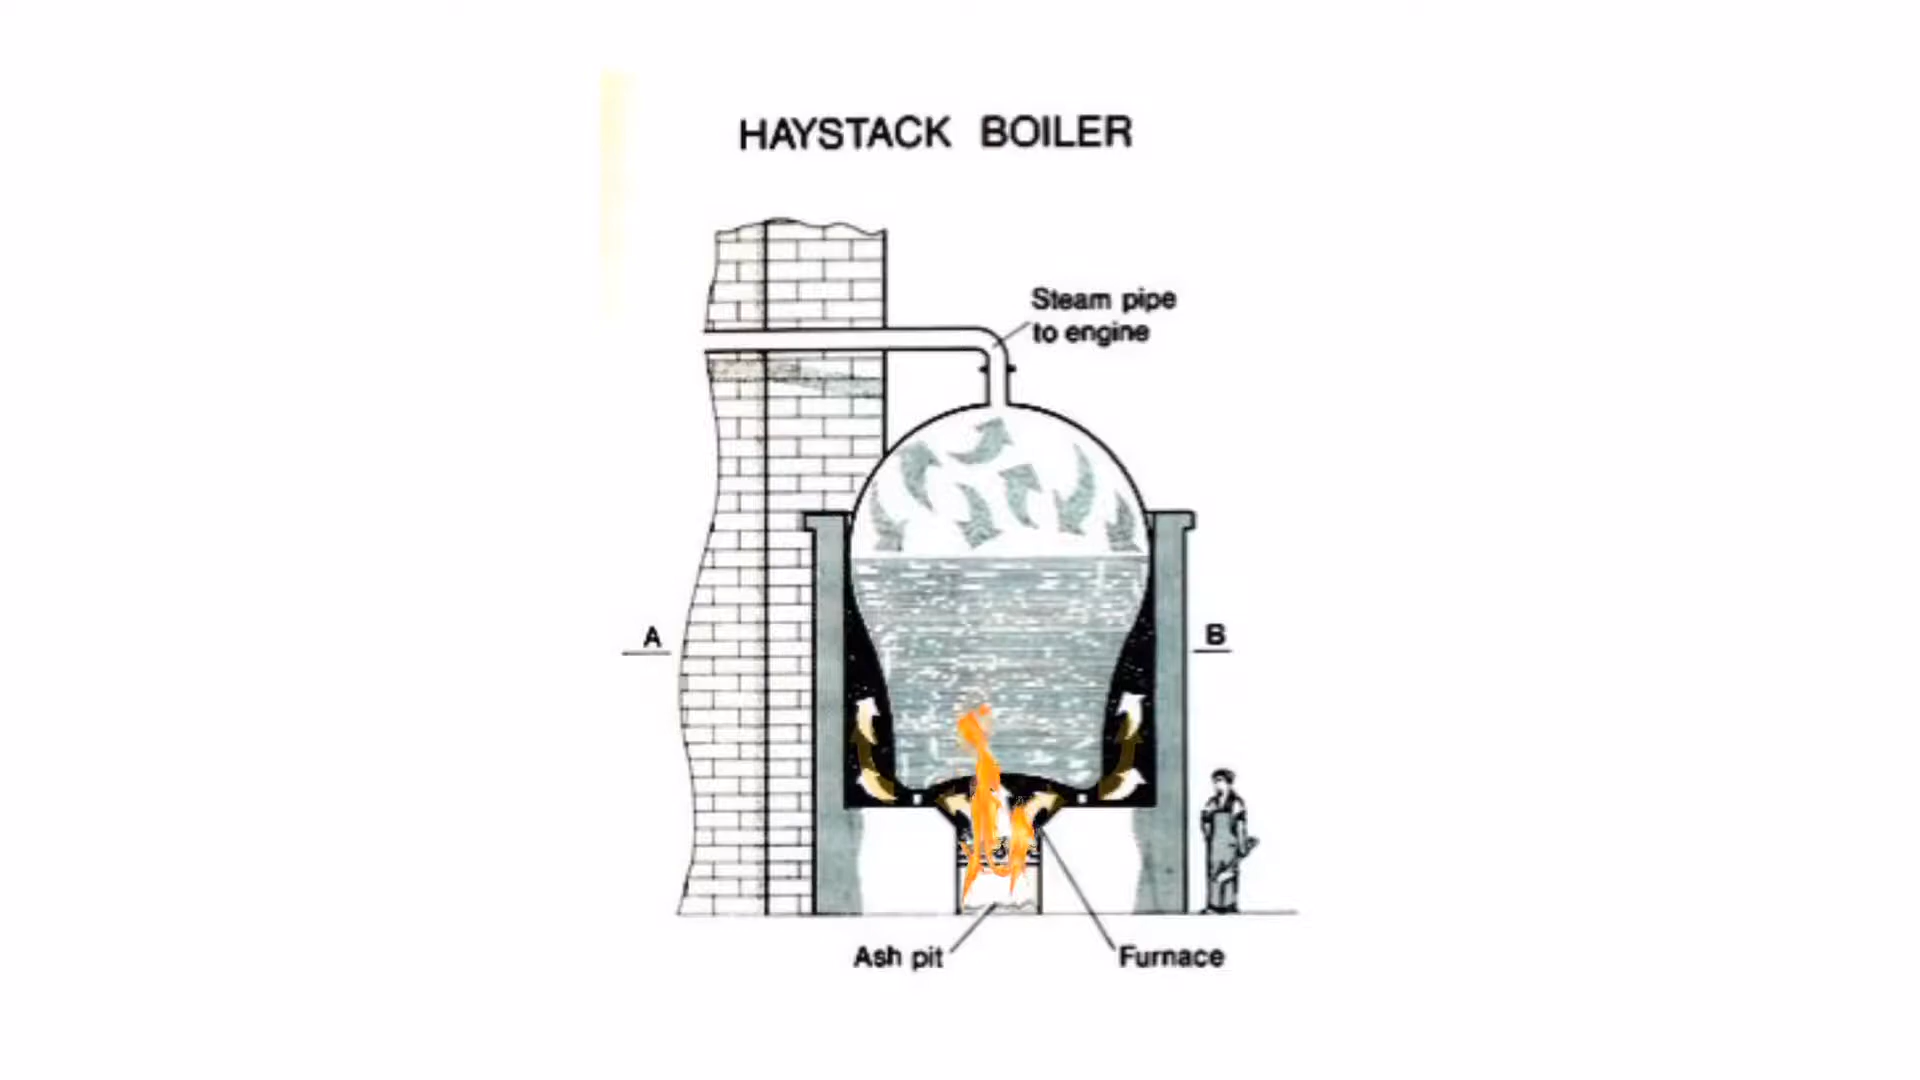 HAYSTACK BOILER
Steam pipe
to engine
A
B
Ash pit
Furnace